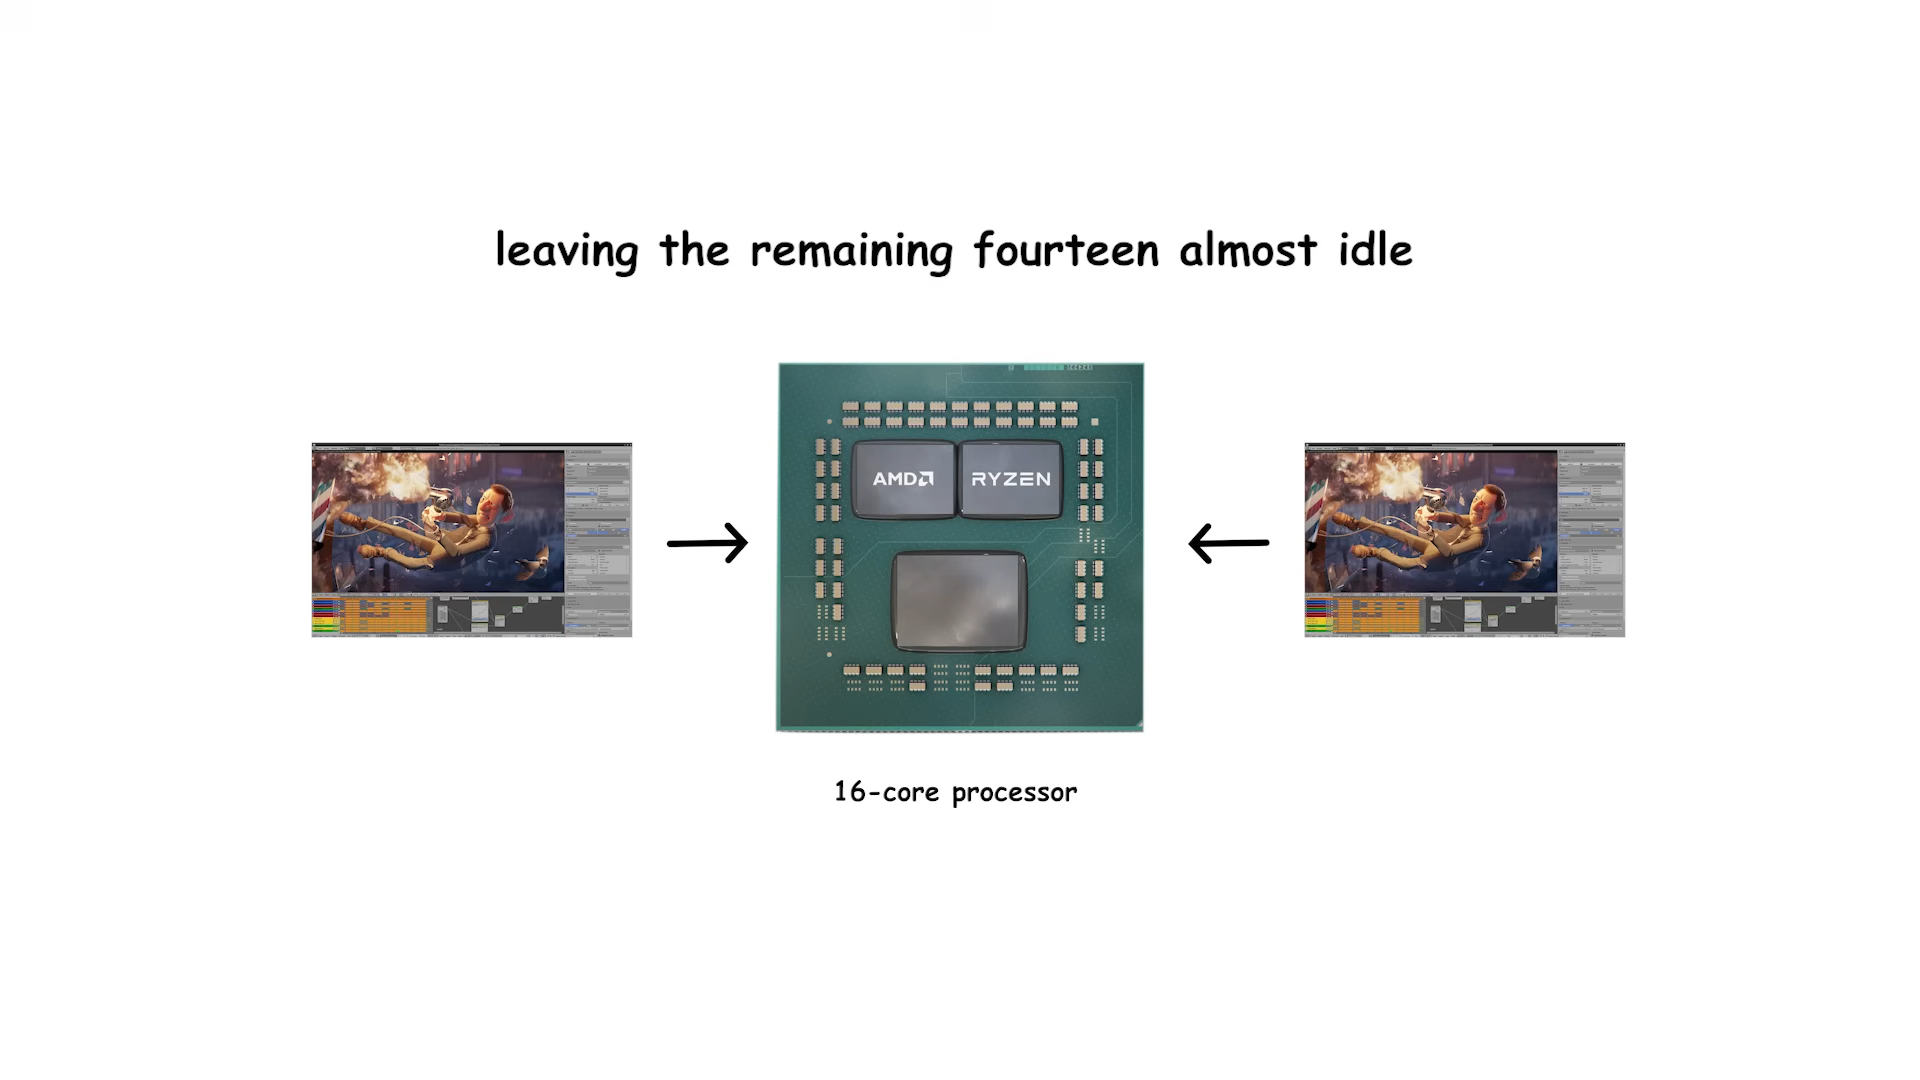 leaving the remaining fourteen almost idle
AMD RYZEN
16-core processor